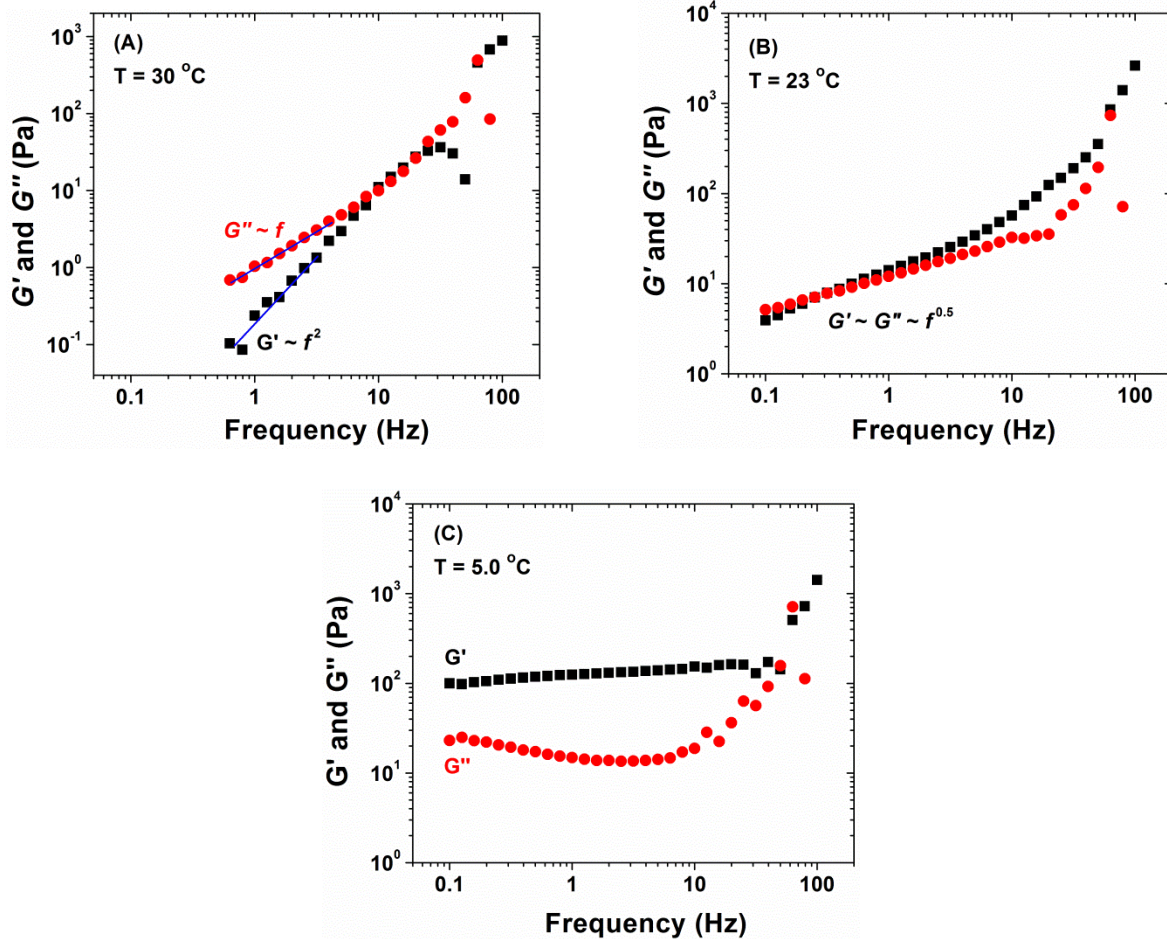 (A)
T = 30 °C
G' and G'' (Pa)
10³
10²
10¹
10⁰
10⁻¹
G'' ~ f
G' ~ f²
0.1 1 10 100
Frequency (Hz)
(B)
T = 23 °C
G' and G'' (Pa)
10⁴
10³
10²
10¹
10⁰
G' ~ G'' ~ f⁰·⁵
0.1 1 10 100
Frequency (Hz)
(C)
T = 5.0 °C
G' and G'' (Pa)
10⁴
10³
10²
10¹
10⁰
G'
G''
0.1 1 10 100
Frequency (Hz)